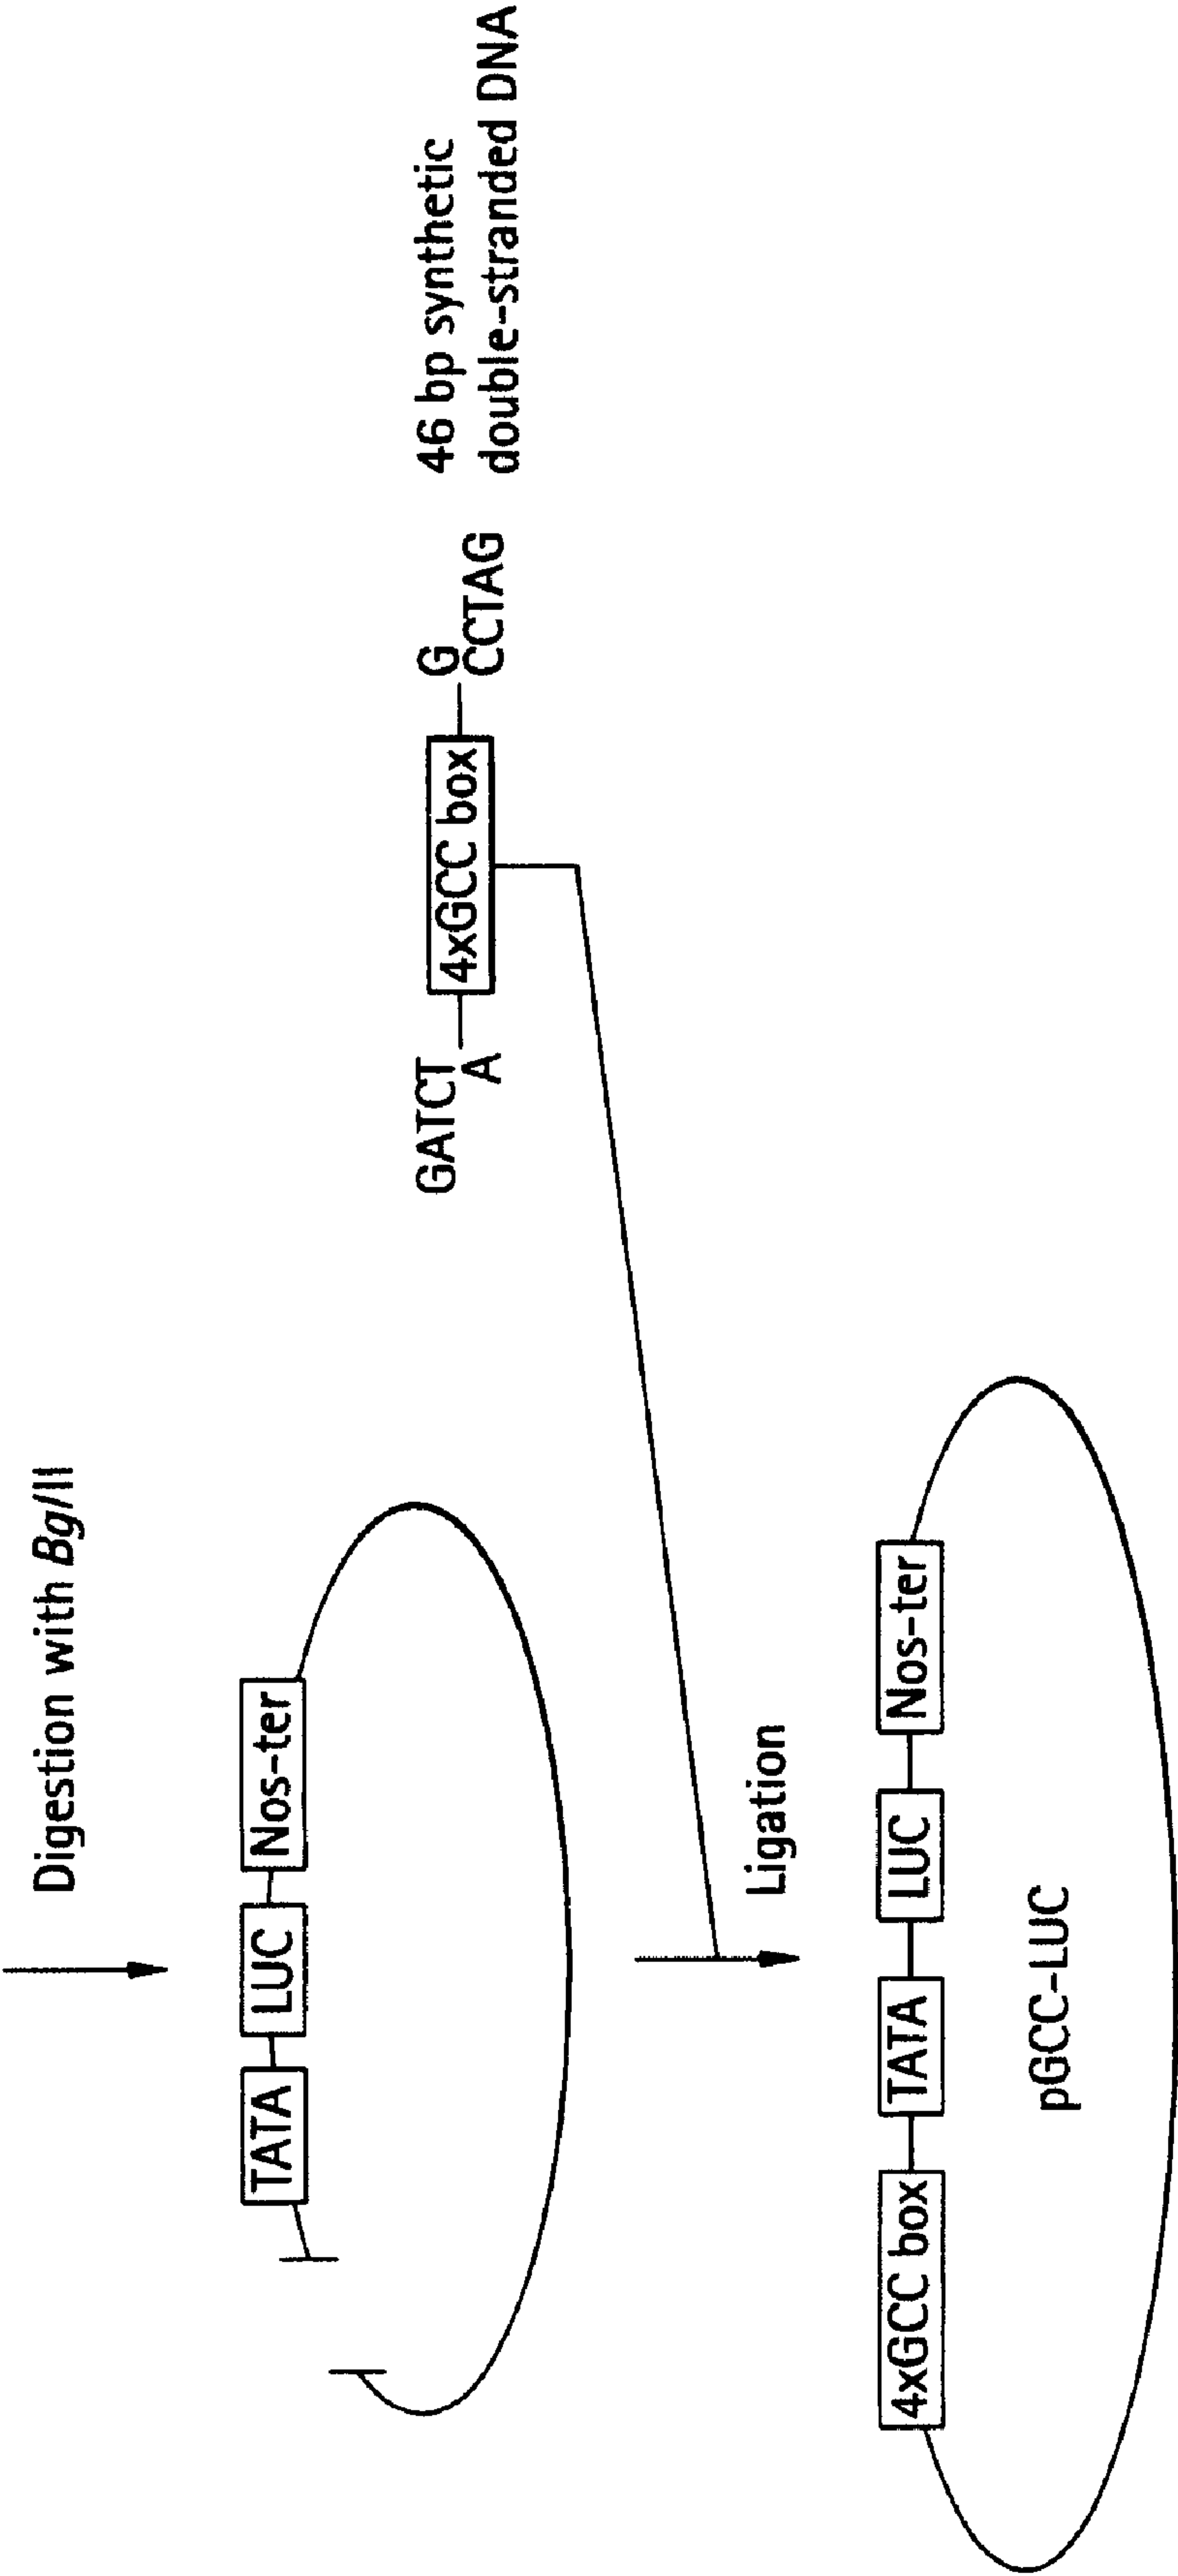 Digestion with BglII
TATA LUC Nos-ter
GATCT 4xGCC box G
A CCTAG
46 bp synthetic
double-stranded DNA
Ligation
4xGCC box TATA LUC Nos-ter
pGCC-LUC